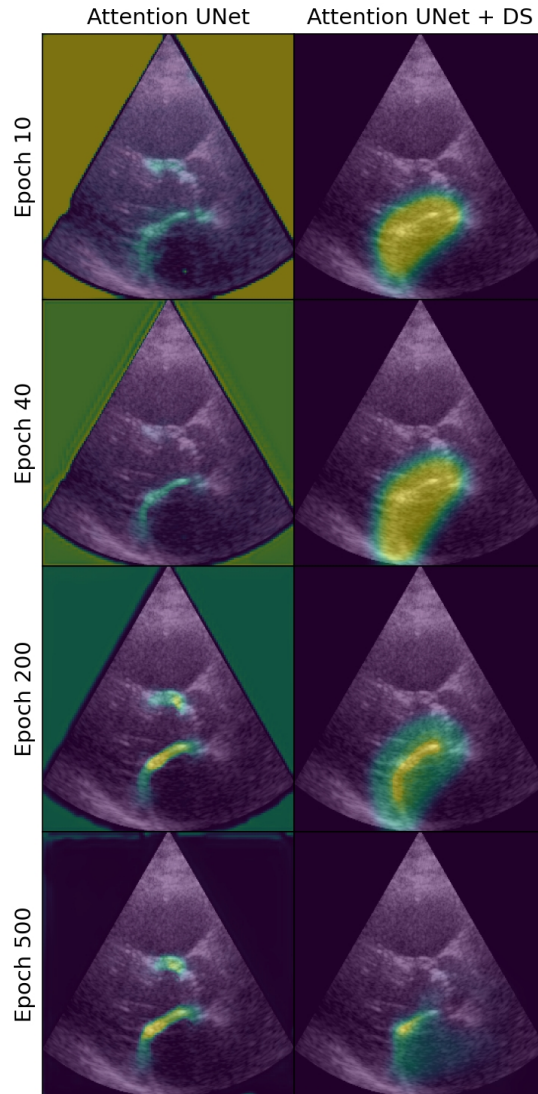 Attention UNet
Attention UNet + DS
Epoch 10
Epoch 40
Epoch 200
Epoch 500